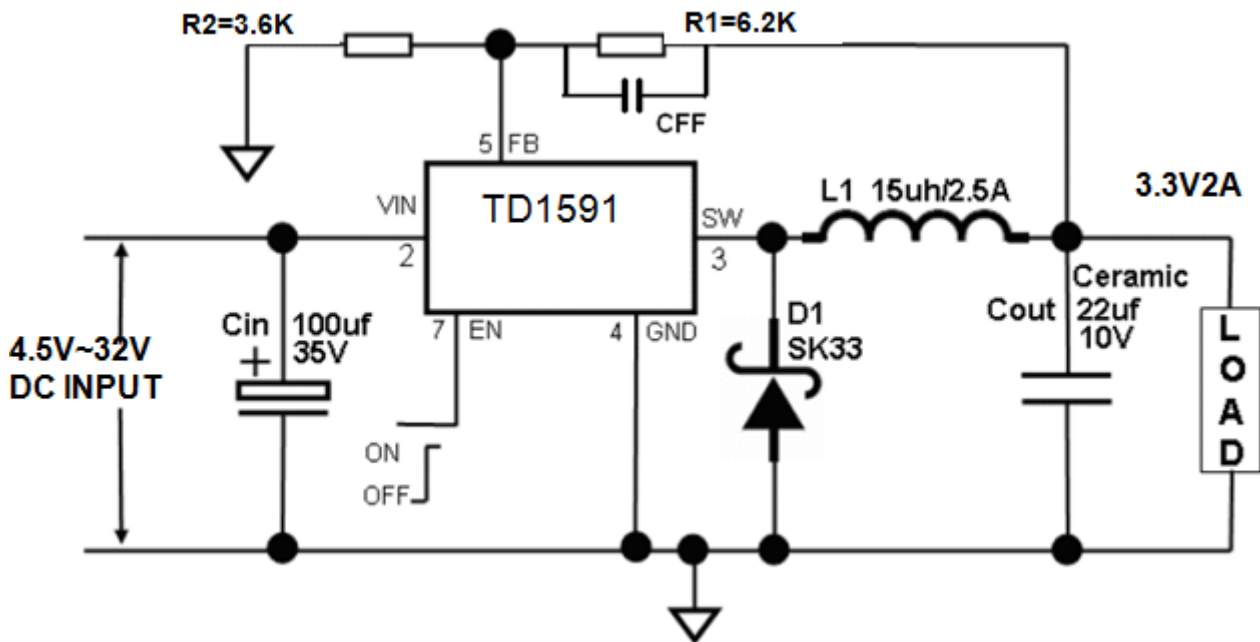 R2=3.6K
R1=6.2K
CFF
5 FB
TD1591
VIN
2
SW
3
L1 15uh/2.5A
3.3V2A
Cin 100uf
+ 35V
4.5V~32V
DC INPUT
7 EN
4 GND
D1
SK33
Ceramic
Cout 22uf
10V
LOAD
ON
OFF